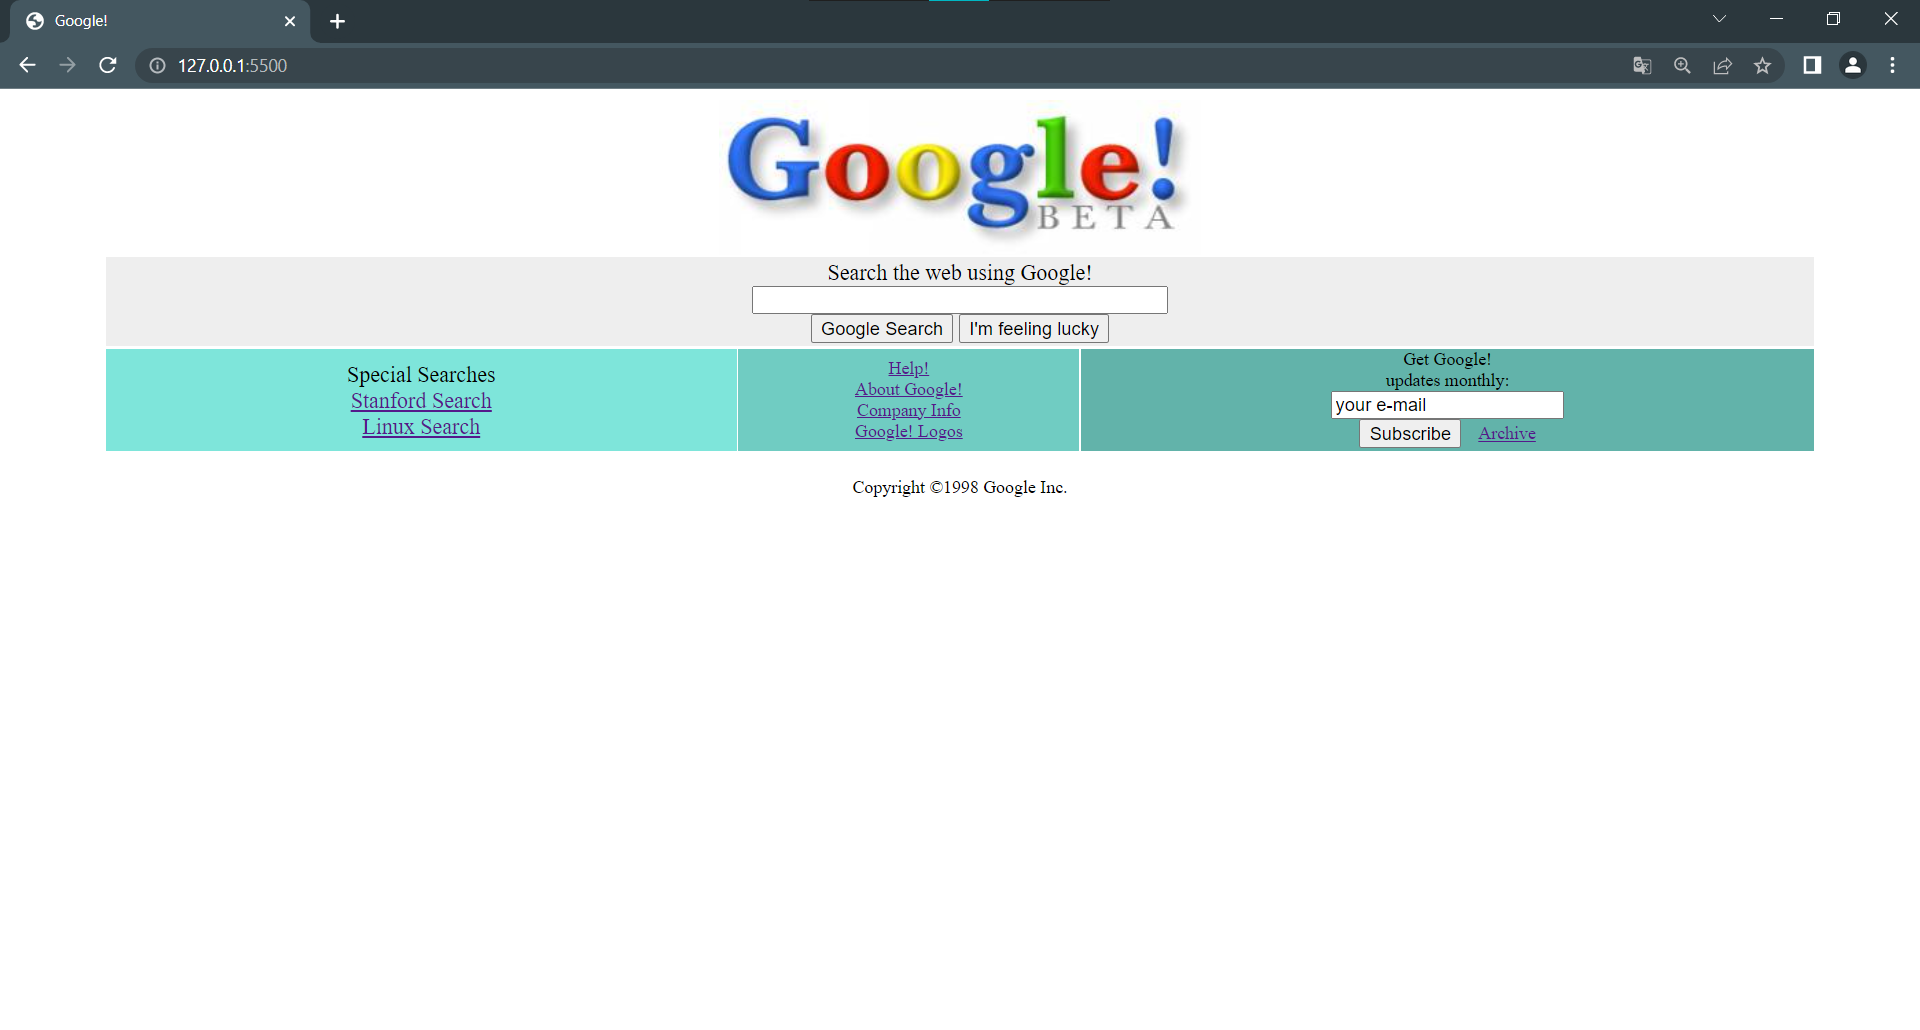 Google!
127.0.0.1:5500
Google!
BETA
Search the web using Google!
Google Search I'm feeling lucky
Special Searches
Stanford Search
Linux Search
Help!
About Google!
Company Info
Google! Logos
Get Google!
updates monthly:
your e-mail
Subscribe Archive
Copyright ©1998 Google Inc.